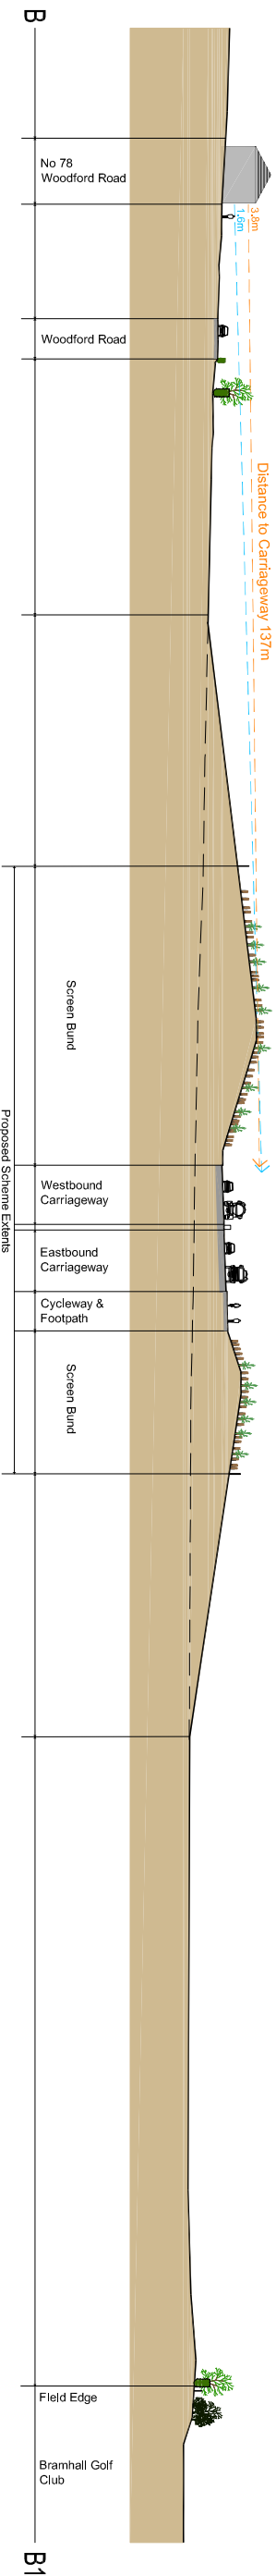 B
No 78
Woodford Road
3.8m
1.6m
Woodford Road
Distance to Carriageway 137m
Screen Bund
Proposed Scheme Extents
Westbound
Carriageway
Eastbound
Carriageway
Cycleway &
Footpath
Screen Bund
Field Edge
Bramhall Golf
Club
B1